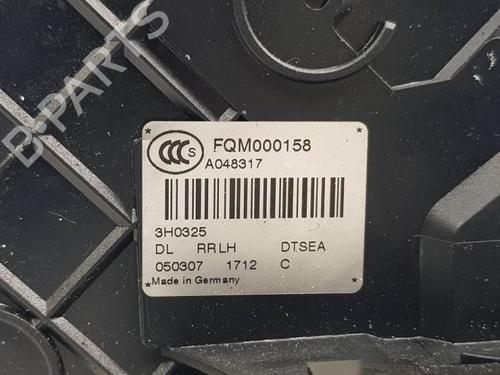 B-PARTS
CCC S FQM000158
A048317
3H0325
DL RRLH DTSEA
050307 1712 C
Made in Germany